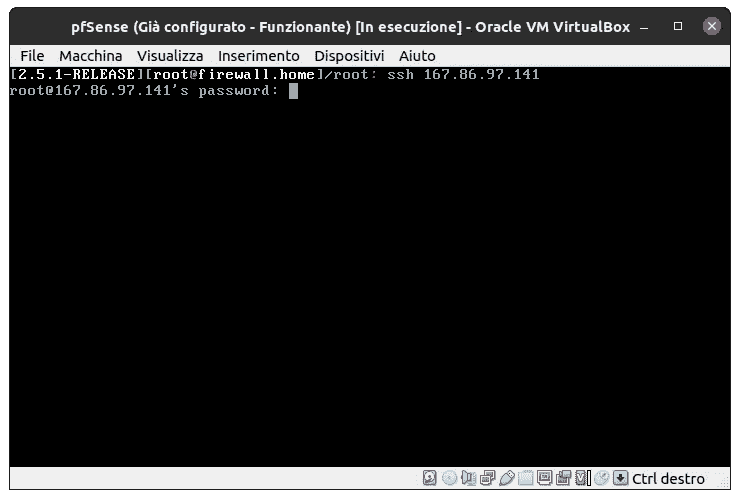 pfSense (Già configurato - Funzionante) [In esecuzione] - Oracle VM VirtualBox
File Macchina Visualizza Inserimento Dispositivi Aiuto
[2.5.1-RELEASE][root@firewall.home]/root: ssh 167.86.97.141
root@167.86.97.141's password:
Ctrl destro